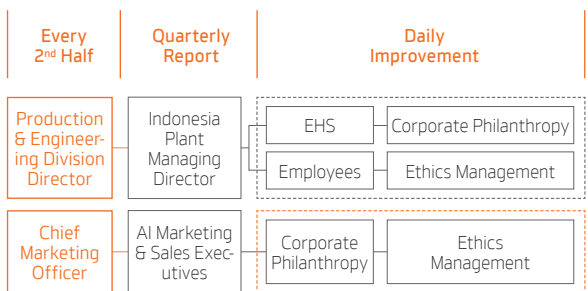 Every
2nd Half
Quarterly
Report
Daily
Improvement
Production
& Engineer-
ing Division
Director
Indonesia
Plant
Managing
Director
EHS
Corporate Philanthropy
Employees
Ethics Management
Chief
Marketing
Officer
AI Marketing
& Sales Exec-
utives
Corporate
Philanthropy
Ethics
Management